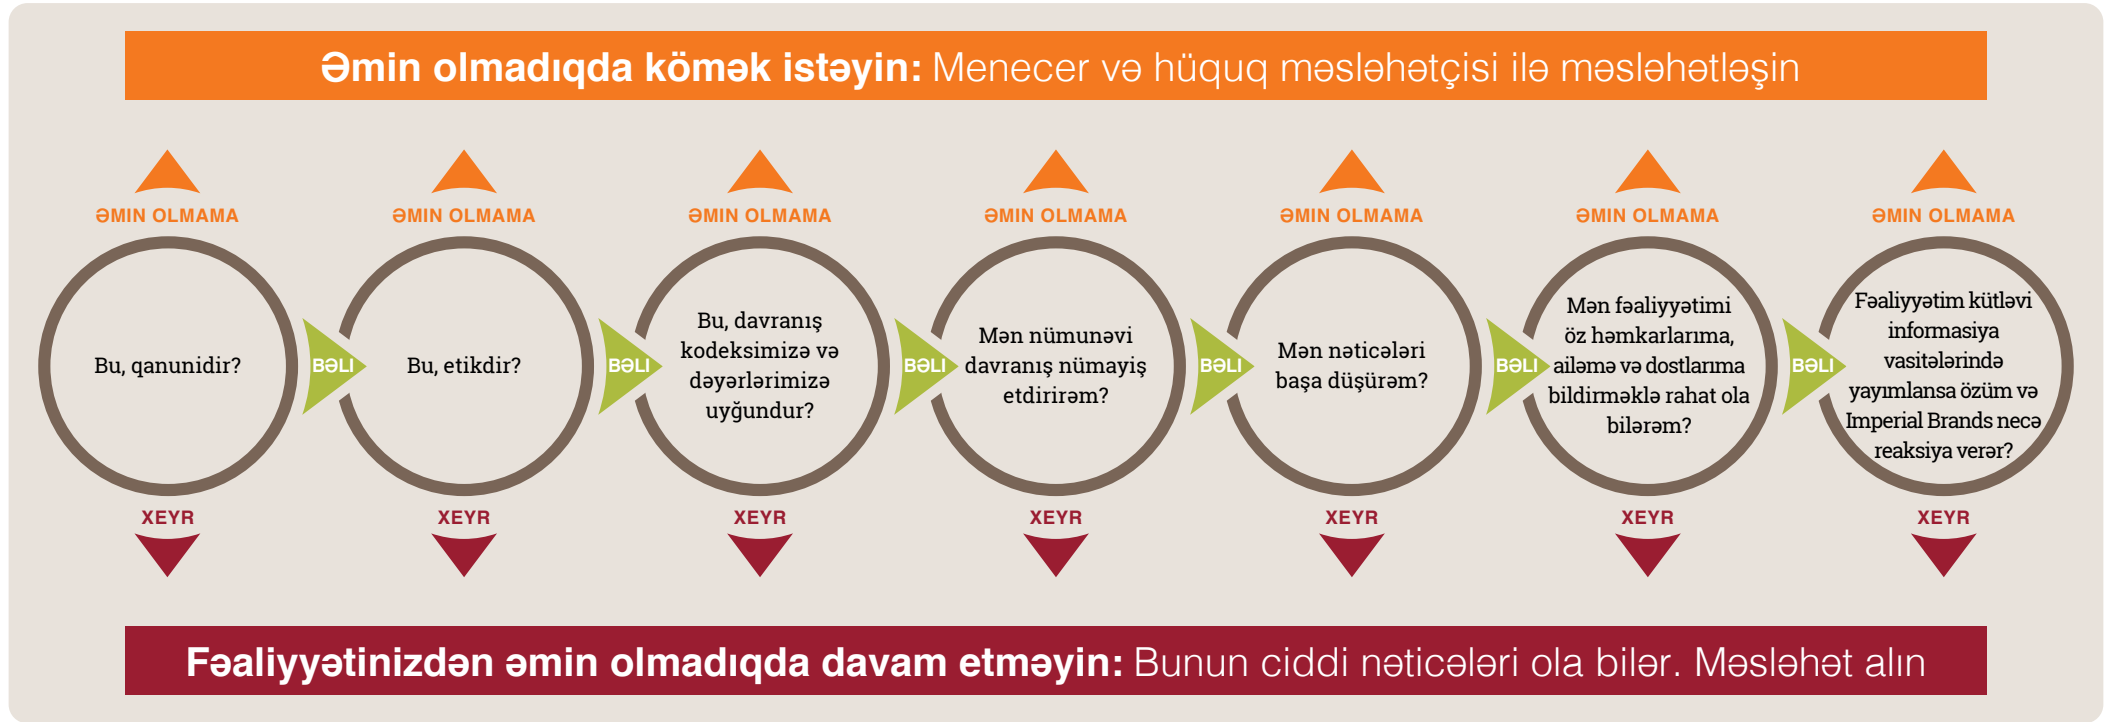 Əmin olmadıqda kömək istəyin: Menecer və hüquq məsləhətçisi ilə məsləhətləşin
ƏMIN OLMAMA
ƏMIN OLMAMA
ƏMIN OLMAMA
ƏMIN OLMAMA
ƏMIN OLMAMA
ƏMIN OLMAMA
ƏMIN OLMAMA
Bu, qanunidir?
BƏLI
Bu, etikdir?
BƏLI
Bu, davranış
kodeksimizə və
dəyərlərimizə
uyğundur?
BƏLI
Mən nümunəvi
davranış nümayiş
etdirirəm?
BƏLI
Mən nəticələri
başa düşürəm?
BƏLI
Mən fəaliyyətimi
öz həmkarlarıma,
ailəmə və dostlarıma
bildirməklə rahat ola
bilərəm?
BƏLI
Fəaliyyətim kütləvi
informasiya
vasitələrində
yayımlansa özüm və
Imperial Brands necə
reaksiya verər?
XEYR
XEYR
XEYR
XEYR
XEYR
XEYR
XEYR
Fəaliyyətinizdən əmin olmadıqda davam etməyin: Bunun ciddi nəticələri ola bilər. Məsləhət alın